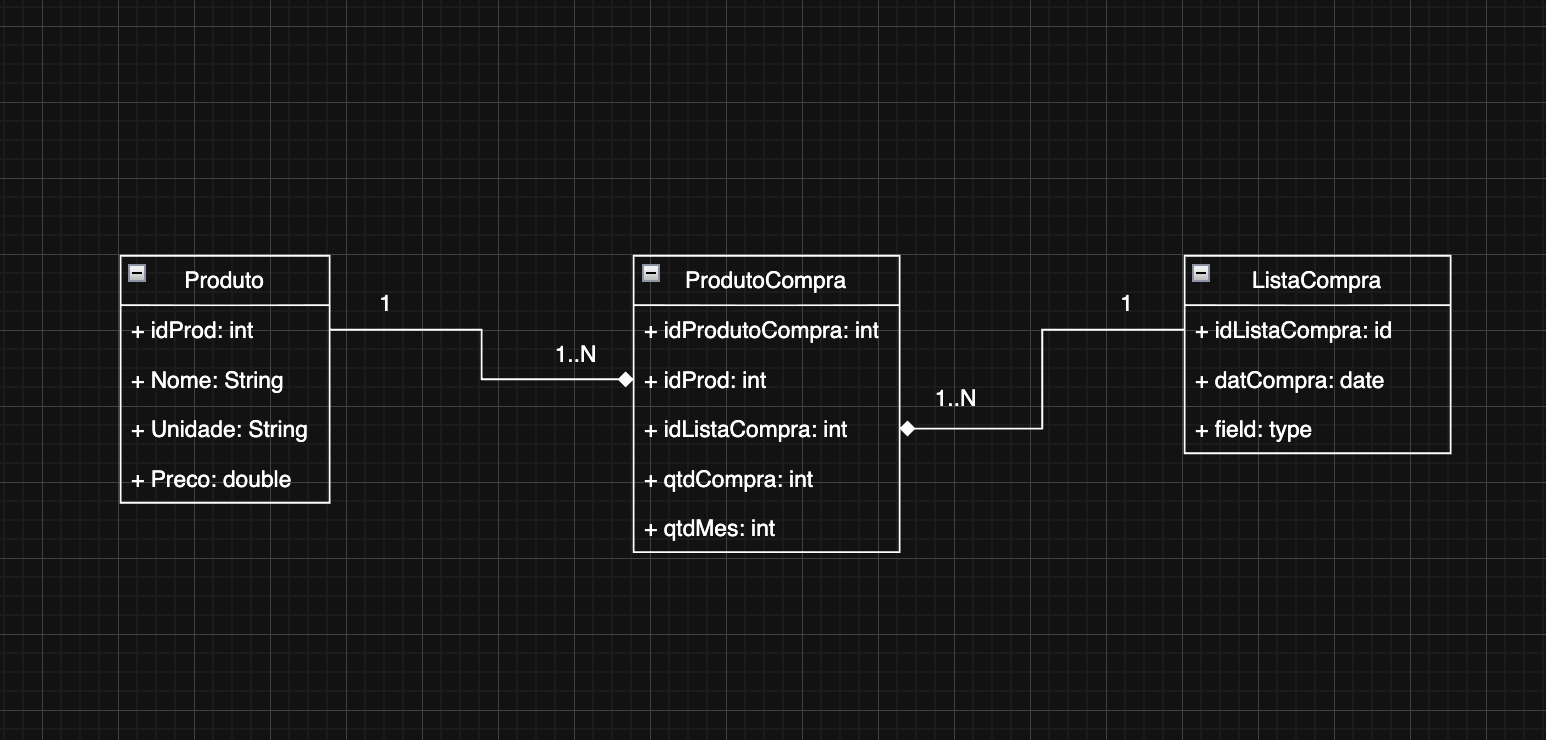 Produto
+ idProd: int
+ Nome: String
+ Unidade: String
+ Preco: double
1
1..N
ProdutoCompra
+ idProdutoCompra: int
+ idProd: int
+ idListaCompra: int
+ qtdCompra: int
+ qtdMes: int
1..N
1
ListaCompra
+ idListaCompra: id
+ datCompra: date
+ field: type